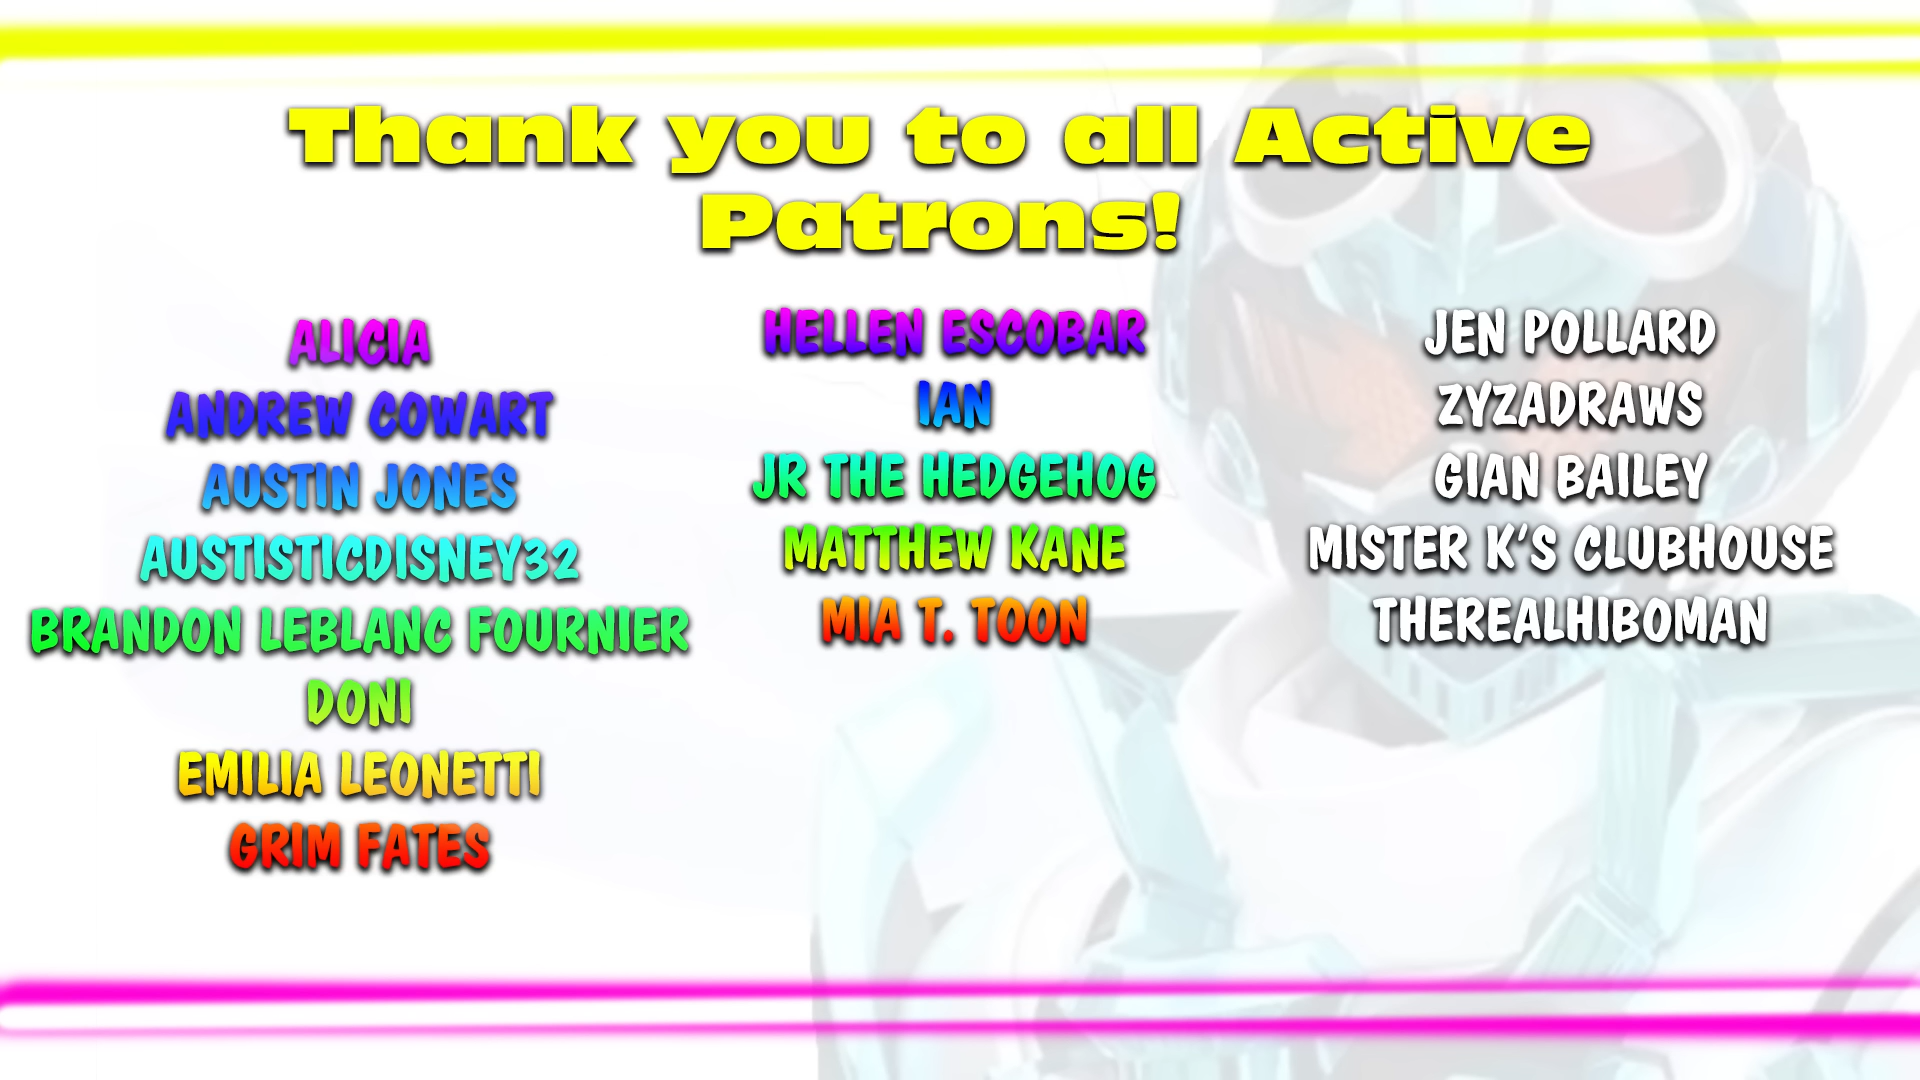 Thank you to all Active
Patrons!
ALICIA
ANDREW COWART
AUSTIN JONES
AUSTISTICDISNEY32
BRANDON LEBLANC FOURNIER
DONI
EMILIA LEONETTI
GRIM FATES
HELLEN ESCOBAR
IAN
JR THE HEDGEHOG
MATTHEW KANE
MIA T. TOON
JEN POLLARD
ZYZADRAWS
GIAN BAILEY
MISTER K'S CLUBHOUSE
THEREALHIBOMAN